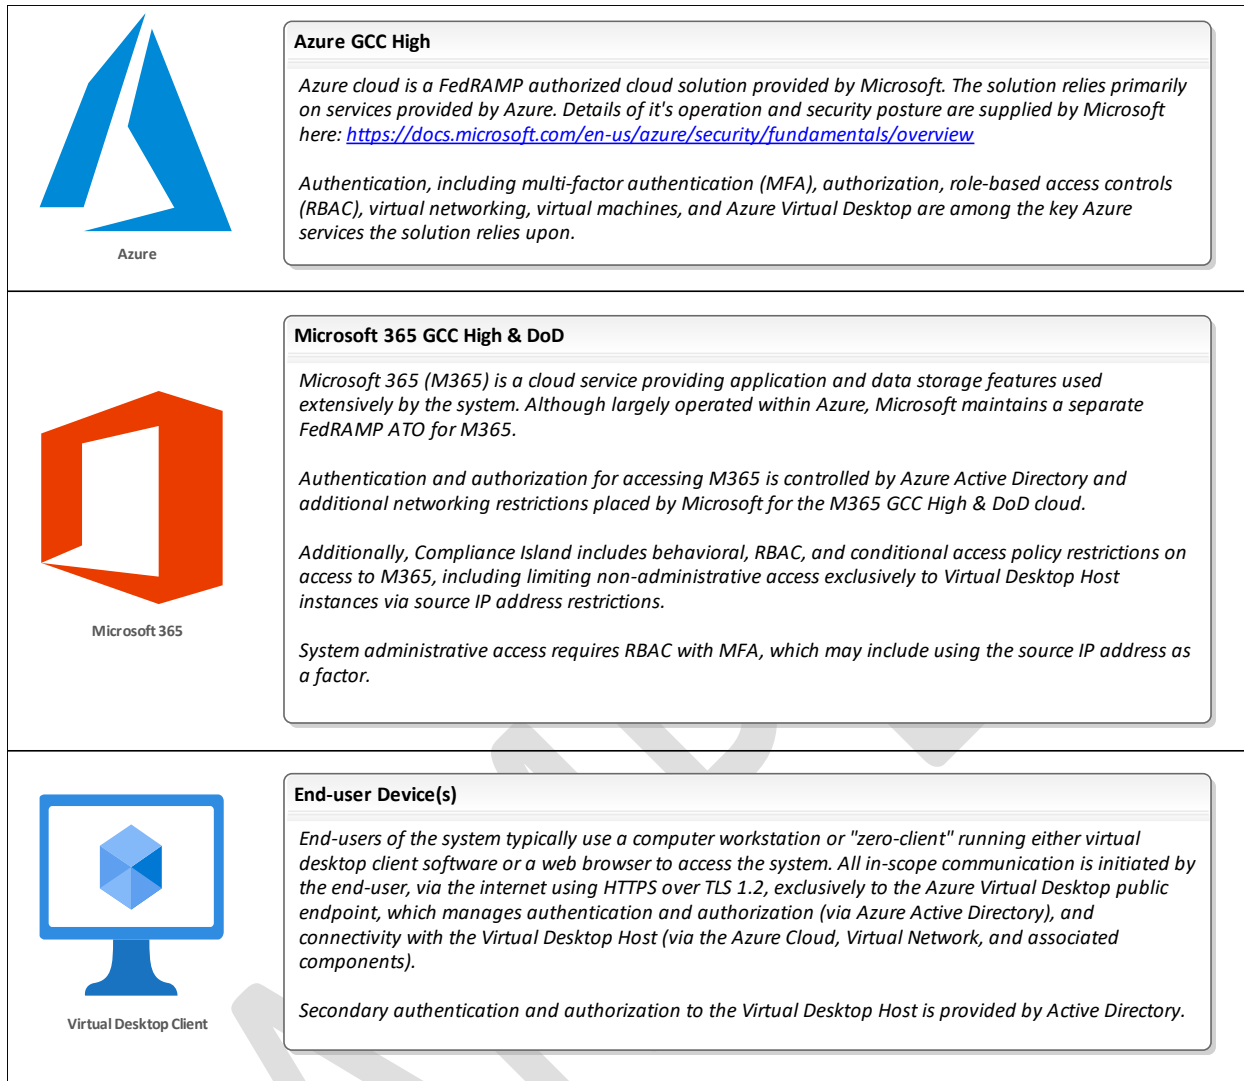 Azure GCC High
Azure cloud is a FedRAMP authorized cloud solution provided by Microsoft. The solution relies primarily
on services provided by Azure. Details of it's operation and security posture are supplied by Microsoft
here: https://docs.microsoft.com/en-us/azure/security/fundamentals/overview
Authentication, including multi-factor authentication (MFA), authorization, role-based access controls
(RBAC), virtual networking, virtual machines, and Azure Virtual Desktop are among the key Azure
services the solution relies upon.
Azure
Microsoft 365 GCC High & DoD
Microsoft 365 (M365) is a cloud service providing application and data storage features used
extensively by the system. Although largely operated within Azure, Microsoft maintains a separate
FedRAMP ATO for M365.
Authentication and authorization for accessing M365 is controlled by Azure Active Directory and
additional networking restrictions placed by Microsoft for the M365 GCC High & DoD cloud.
Additionally, Compliance Island includes behavioral, RBAC, and conditional access policy restrictions on
access to M365, including limiting non-administrative access exclusively to Virtual Desktop Host
instances via source IP address restrictions.
System administrative access requires RBAC with MFA, which may include using the source IP address as
a factor.
Microsoft 365
End-user Device(s)
End-users of the system typically use a computer workstation or "zero-client" running either virtual
desktop client software or a web browser to access the system. All in-scope communication is initiated by
the end-user, via the internet using HTTPS over TLS 1.2, exclusively to the Azure Virtual Desktop public
endpoint, which manages authentication and authorization (via Azure Active Directory), and
connectivity with the Virtual Desktop Host (via the Azure Cloud, Virtual Network, and associated
components).
Secondary authentication and authorization to the Virtual Desktop Host is provided by Active Directory.
Virtual Desktop Client